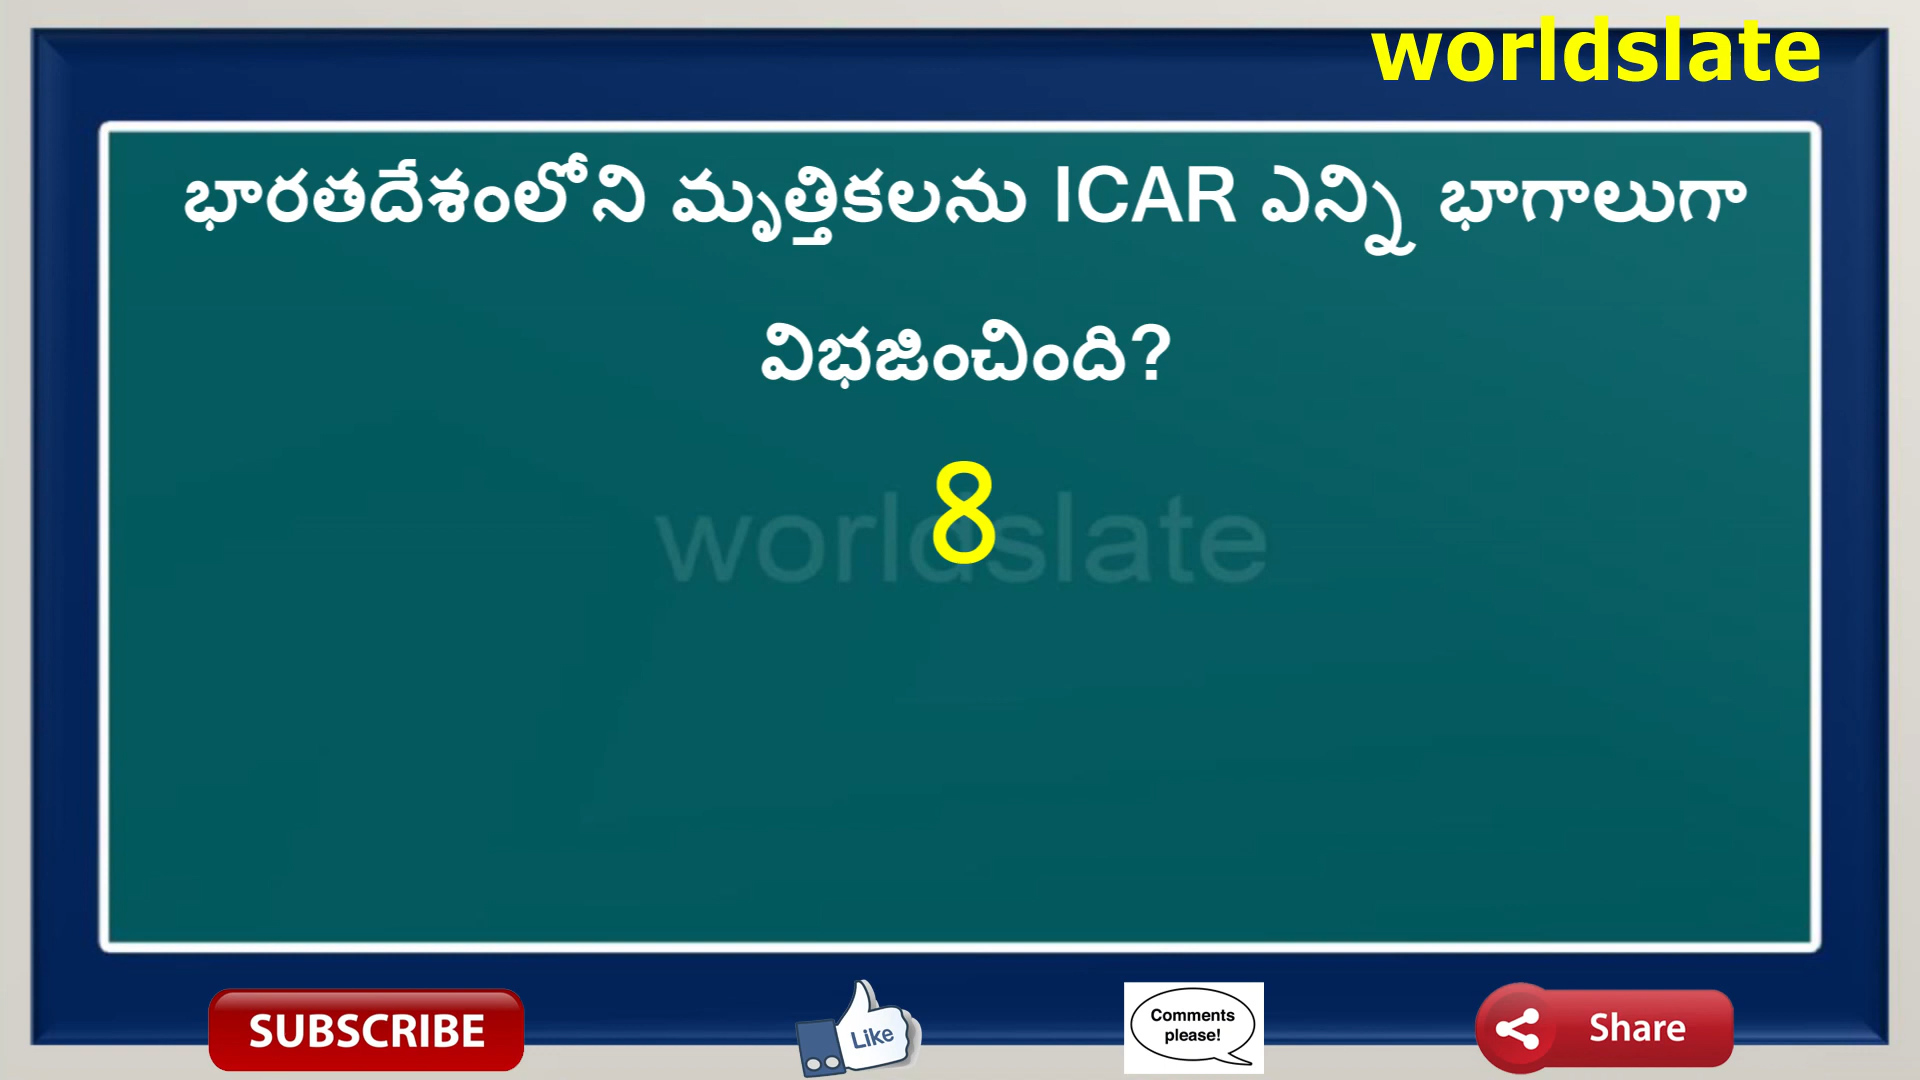 worldslate
భారతదేశంలోని మృత్తికలను ICAR ఎన్ని భాగాలుగా
విభజించింది?
8
worldslate
SUBSCRIBE
Like
Comments
please!
Share